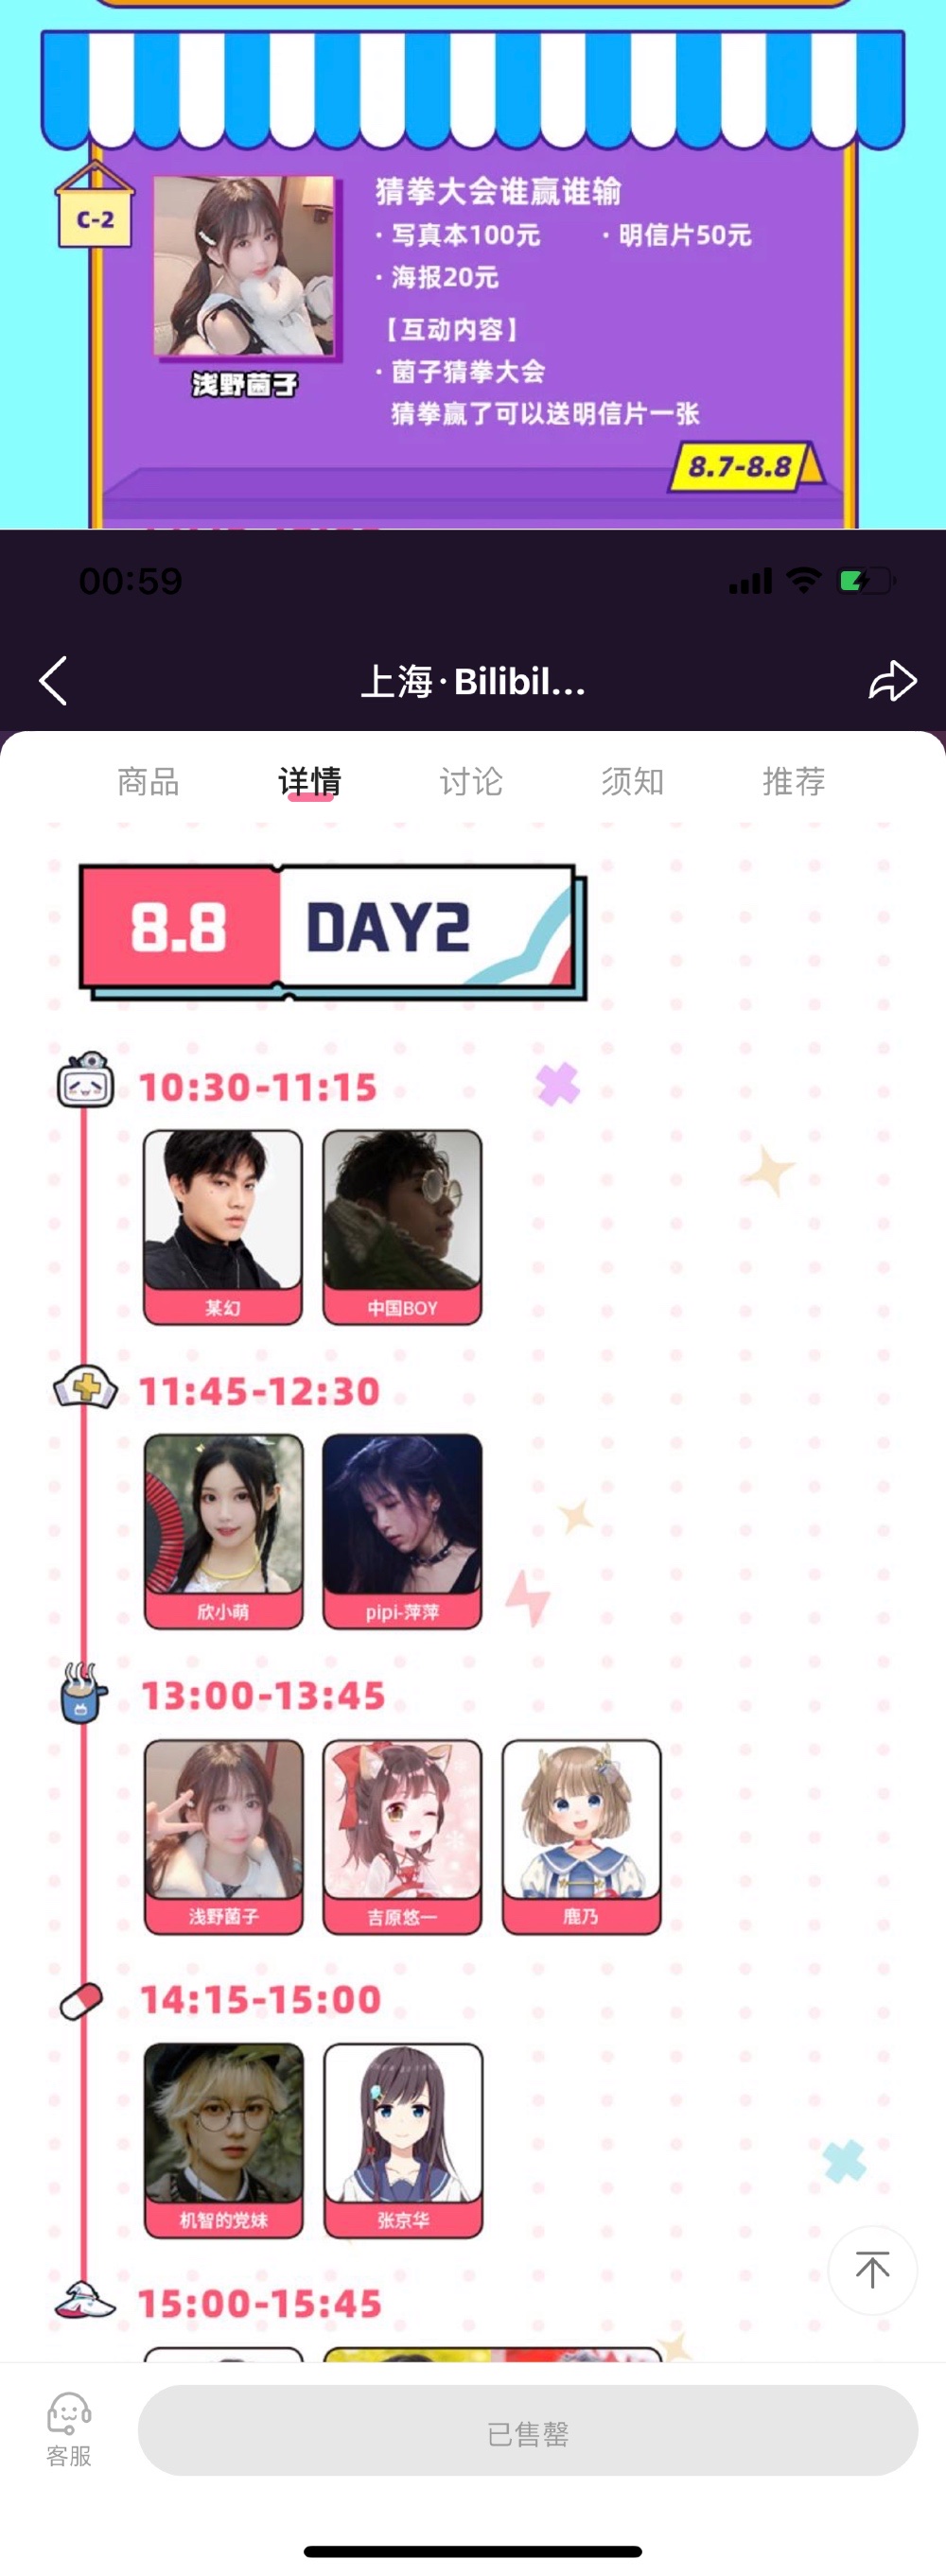 C-2
猜拳大会谁赢谁输
· 写真本100元 · 明信片50元
· 海报20元
【互动内容】
· 菌子猜拳大会
猜拳赢了可以送明信片一张
浅野菌子
8.7-8.8
00:59
上海·Bilibil...
商品 详情 讨论 须知 推荐
8.8 DAY2
10:30-11:15
某幻 中国BOY
11:45-12:30
欣小萌 pipi-萍萍
13:00-13:45
浅野菌子 吉原悠一 鹿乃
14:15-15:00
机智的党妹 张京华
15:00-15:45
客服
已售罄